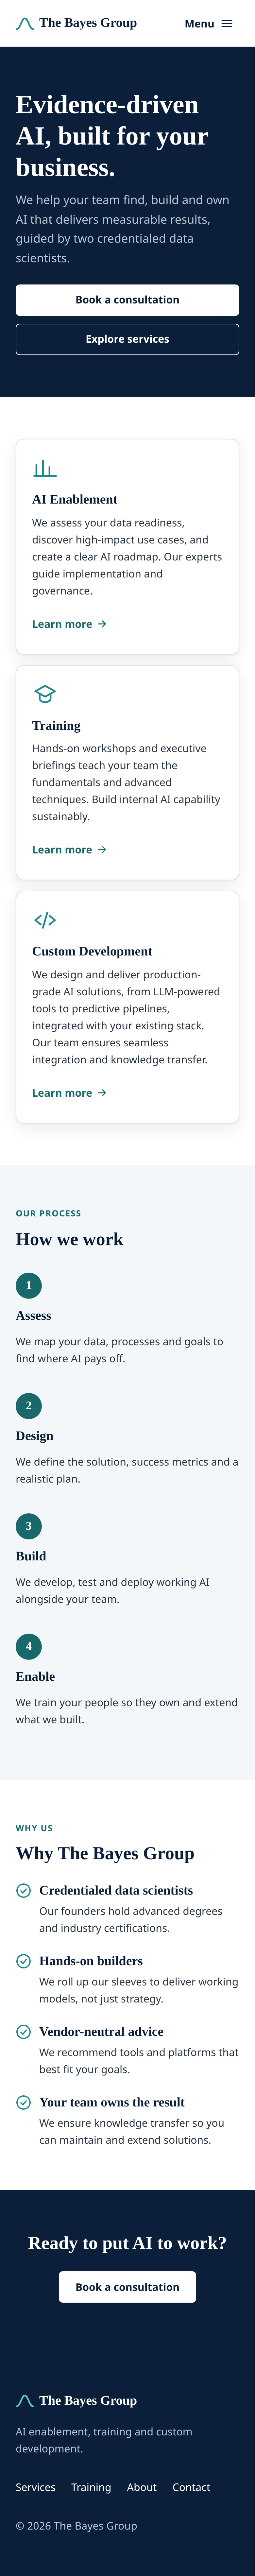 The Bayes Group
Menu
Evidence-driven
AI, built for your
business.
We help your team find, build and own
AI that delivers measurable results,
guided by two credentialed data
scientists.
Book a consultation
Explore services
AI Enablement
We assess your data readiness,
discover high-impact use cases, and
create a clear AI roadmap. Our experts
guide implementation and
governance.
Learn more →
Training
Hands-on workshops and executive
briefings teach your team the
fundamentals and advanced
techniques. Build internal AI capability
sustainably.
Learn more →
Custom Development
We design and deliver production-
grade AI solutions, from LLM-powered
tools to predictive pipelines,
integrated with your existing stack.
Our team ensures seamless
integration and knowledge transfer.
Learn more →
OUR PROCESS
How we work
1
Assess
We map your data, processes and goals to
find where AI pays off.
2
Design
We define the solution, success metrics and a
realistic plan.
3
Build
We develop, test and deploy working AI
alongside your team.
4
Enable
We train your people so they own and extend
what we built.
WHY US
Why The Bayes Group
Credentialed data scientists
Our founders hold advanced degrees
and industry certifications.
Hands-on builders
We roll up our sleeves to deliver working
models, not just strategy.
Vendor-neutral advice
We recommend tools and platforms that
best fit your goals.
Your team owns the result
We ensure knowledge transfer so you
can maintain and extend solutions.
Ready to put AI to work?
Book a consultation
The Bayes Group
AI enablement, training and custom
development.
Services Training About Contact
© 2026 The Bayes Group